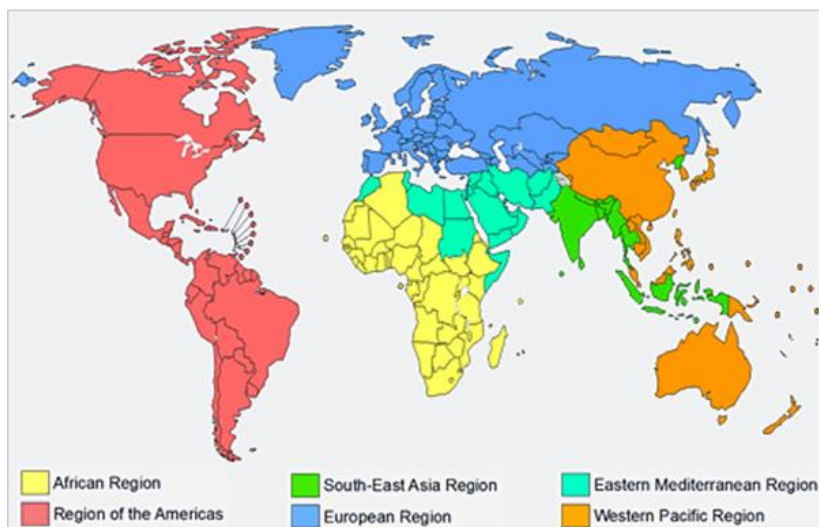 African Region
South-East Asia Region
Eastern Mediterranean Region
Region of the Americas
European Region
Western Pacific Region